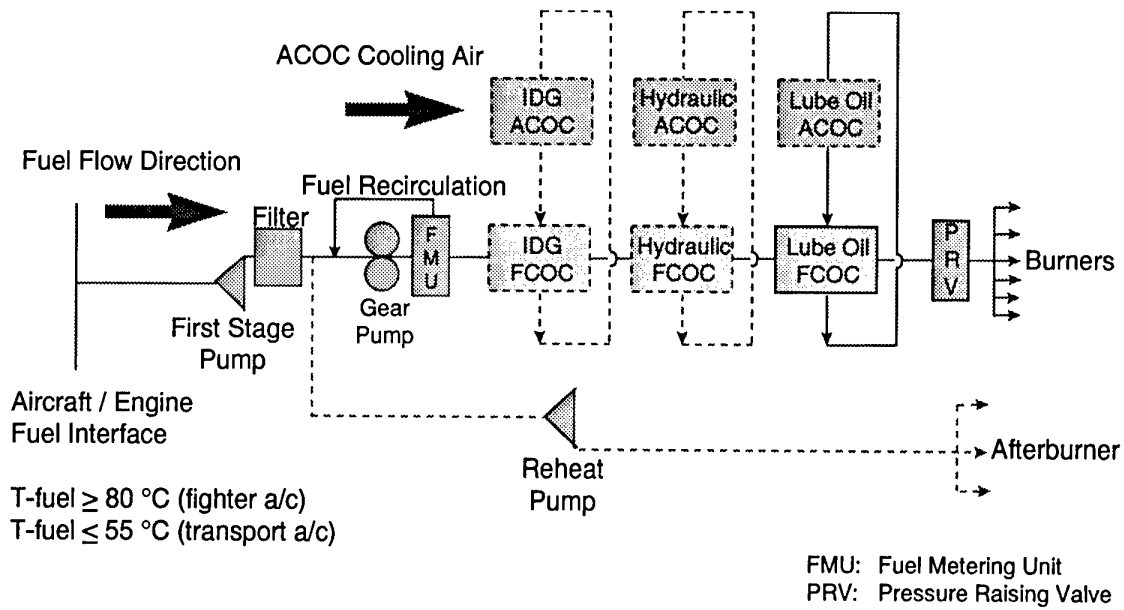 ACOC Cooling Air
IDG
ACOC
Hydraulic
ACOC
Lube Oil
ACOC
Fuel Flow Direction
Fuel Recirculation
Filter
F
M
U
IDG
FCOC
Hydraulic
FCOC
Lube Oil
FCOC
P
R
V
Burners
First Stage
Pump
Gear
Pump
Aircraft / Engine
Fuel Interface
Reheat
Pump
Afterburner
T-fuel ≥ 80 °C (fighter a/c)
T-fuel ≤ 55 °C (transport a/c)
FMU: Fuel Metering Unit
PRV: Pressure Raising Valve